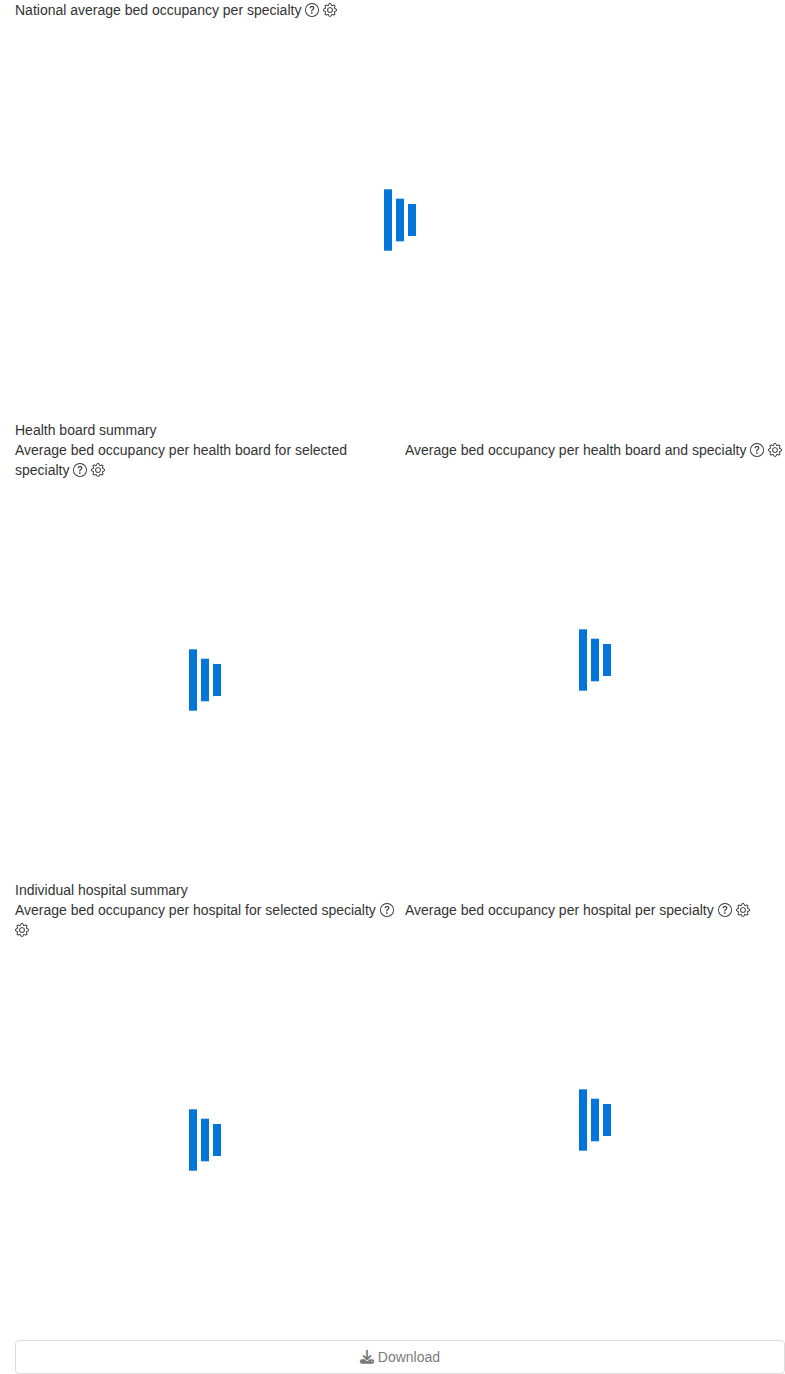 National average bed occupancy per specialty
Health board summary
Average bed occupancy per health board for selected
specialty
Average bed occupancy per health board and specialty
Individual hospital summary
Average bed occupancy per hospital for selected specialty
Average bed occupancy per hospital per specialty
Download